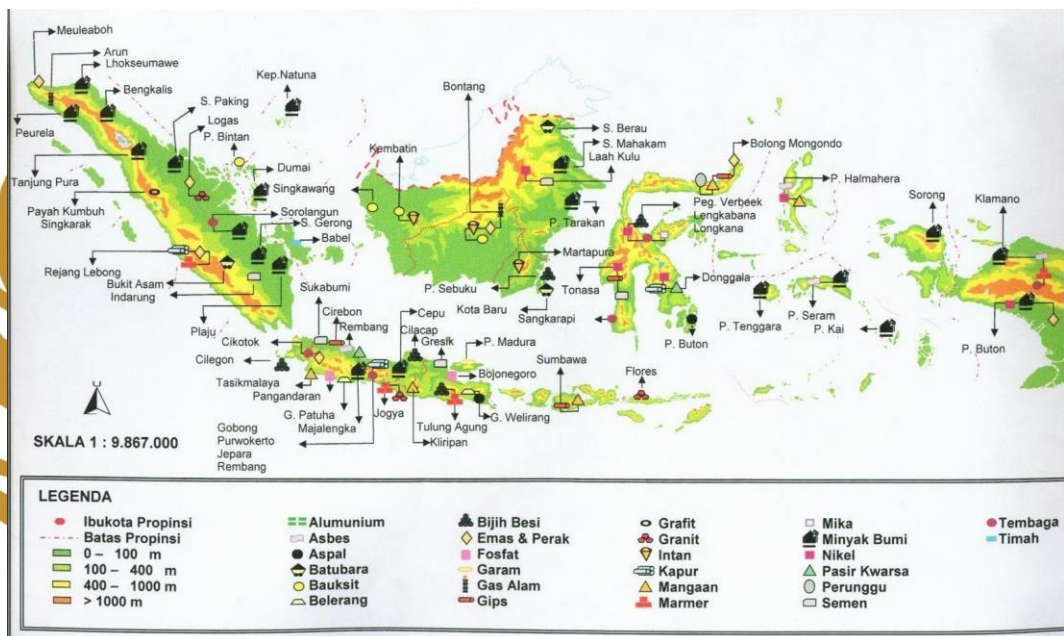 Meuleaboh
Arun
Lhokseumawe
Bengkalis
Kep.Natuna
S. Paking
Logas
P. Bintan
Peurela
Dumai
Tanjung Pura
Singkawang
Payah Kumbuh
Singkarak
Sorolangun
S. Gerong
Babel
Rejang Lebong
Bukit Asam
Indarung
Plaju
Bontang
Kembatin
S. Berau
S. Mahakam
Laah Kulu
P. Tarakan
Martapura
P. Sebuku
Kota Baru
Sangkarapi
Bolong Mongondo
P. Halmahera
Peg. Verbeek
Lengkabana
Longkana
Tonasa
Donggala
P. Buton
P. Tenggara
P. Seram
P. Kai
Sorong
Klamano
P. Buton
Sukabumi
Cirebon
Rembang
Cepu
Cilacap
Gresik
P. Madura
Cikotok
Cilegon
Bojonegoro
Sumbawa
Flores
Tasikmalaya
Pangandaran
G. Patuha
Majalengka
Jogya
Tulung Agung
Kliripan
G. Welirang
Gobong
Purwokerto
Jepara
Rembang
SKALA 1 : 9.867.000
LEGENDA
Ibukota Propinsi
Batas Propinsi
0 – 100 m
100 – 400 m
400 – 1000 m
> 1000 m
Alumunium
Asbes
Aspal
Batubara
Bauksit
Belerang
Bijih Besi
Emas & Perak
Fosfat
Garam
Gas Alam
Gips
Grafit
Granit
Intan
Kapur
Mangaan
Marmer
Mika
Minyak Bumi
Nikel
Pasir Kwarsa
Perunggu
Semen
Tembaga
Timah